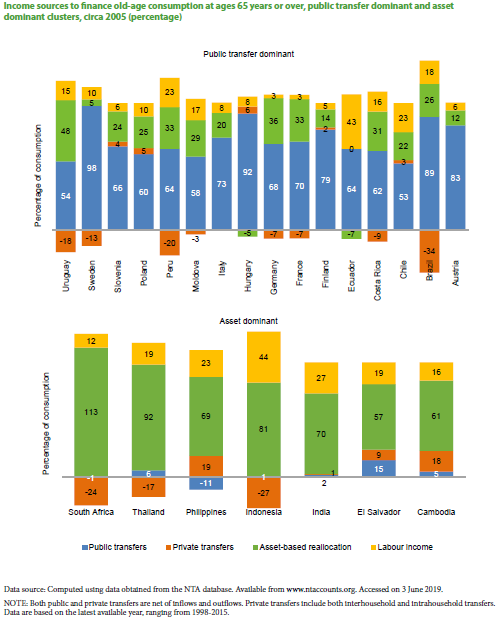 Income sources to finance old-age consumption at ages 65 years or over, public transfer dominant and asset
dominant clusters, circa 2005 (percentage)
Public transfer dominant
Percentage of consumption
15 10 6 10 23 17 8 8 3 3 5 43 16 23 18 6
48 5 24 25 33 29 20 6 36 33 14 0 31 22 26 12
4 5 2 3
54 98 66 60 64 58 73 92 68 70 79 64 62 53 89 83
-18 -13 -20 -3 -5 -7 -7 -7 -9 -34
Uruguay Sweden Slovenia Poland Peru Moldova Italy Hungary Germany France Finland Ecuador Costa Rica Chile Brazil Austria
Asset dominant
Percentage of consumption
12 19 23 44 27 19 16
113 92 69 81 70 57 61
19 1 9 18
-1 6 -11 1 2 15 5
-24 -17 -27
South Africa Thailand Philippines Indonesia India El Salvador Cambodia
Public transfers Private transfers Asset-based reallocation Labour income
Data source: Computed using data obtained from the NTA database. Available from www.ntaccounts.org. Accessed on 3 June 2019.
NOTE: Both public and private transfers are net of inflows and outflows. Private transfers include both interhousehold and intrahousehold transfers.
Data are based on the latest available year, ranging from 1998-2015.